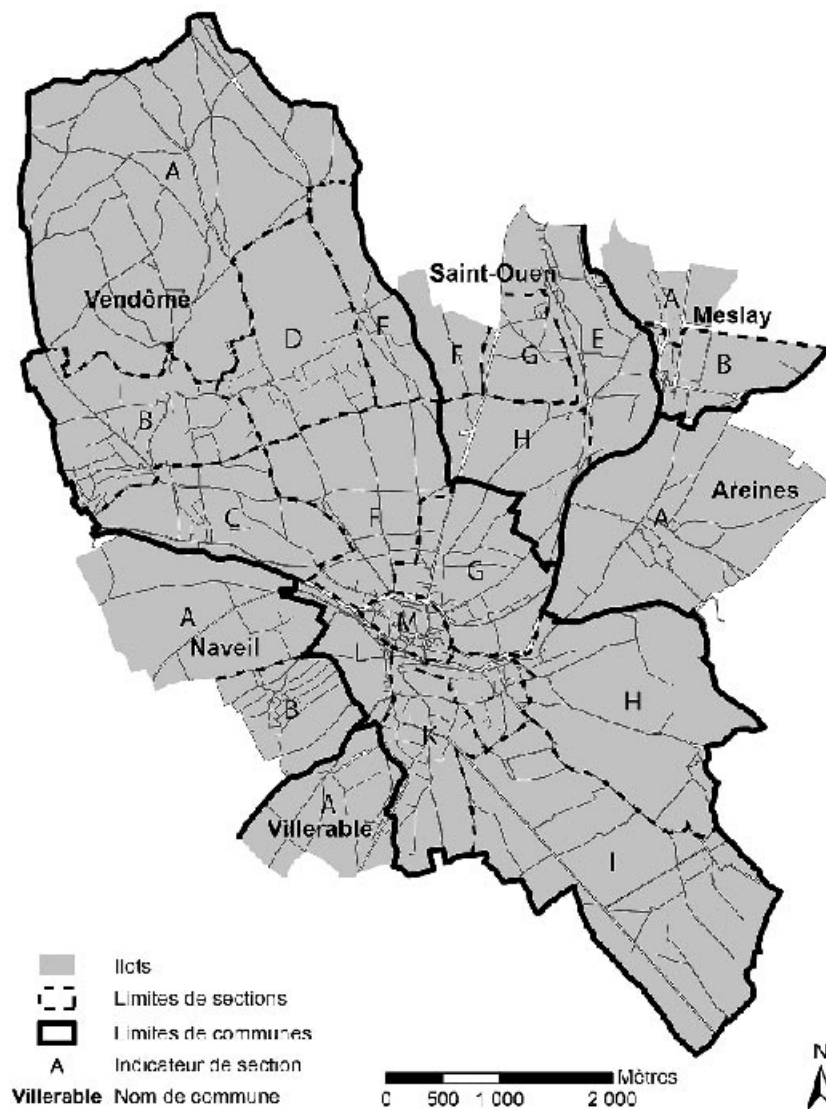 A
Vendôme
Saint-Ouen
A
Meslay
D
E
F
G
E
B
B
H
Areines
A
C
F
G
A
Naveil
M
L
H
B
K
A
Villerable
I
Ilots
Limites de sections
Limites de communes
A Indicateur de section
Villerable Nom de commune
Mètres
0 500 1 000 2 000
N